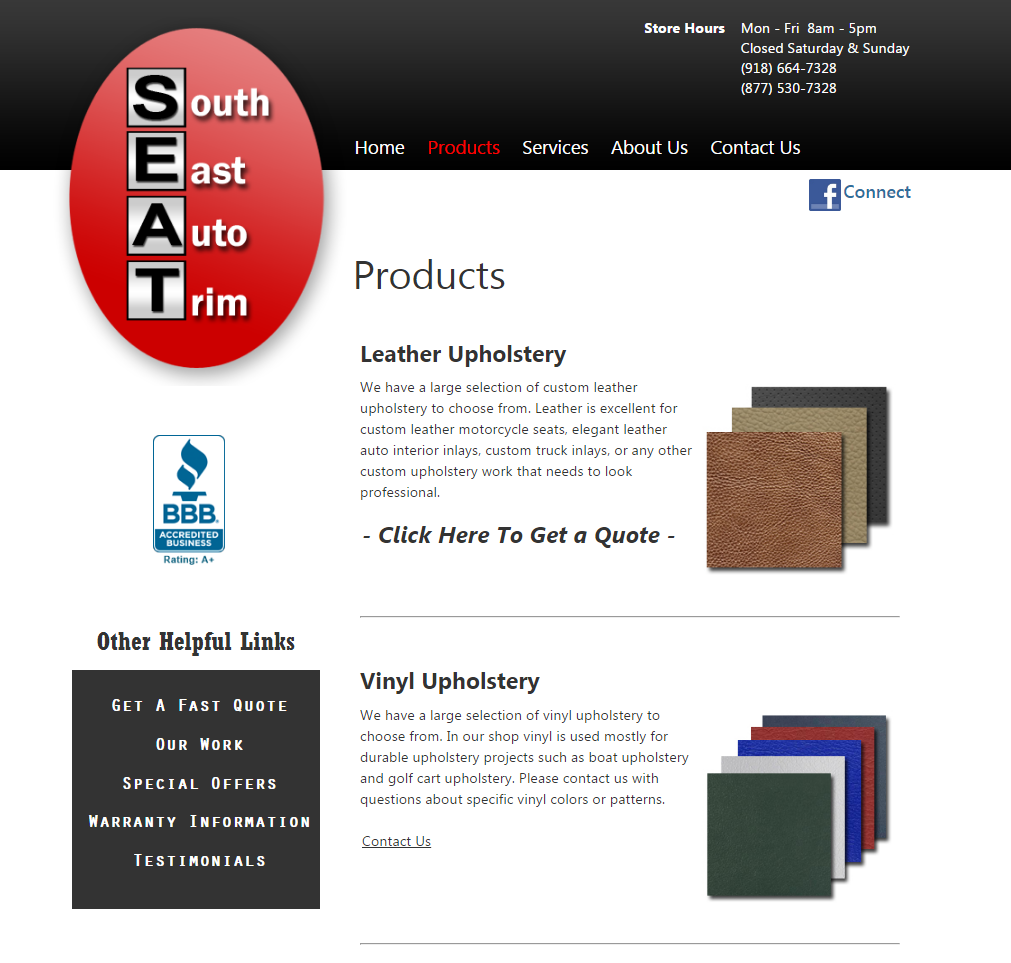 Store Hours Mon - Fri 8am - 5pm
Closed Saturday & Sunday
(918) 664-7328
(877) 530-7328
South
East
Auto
Trim
Home Products Services About Us Contact Us
f Connect
Products
Leather Upholstery
We have a large selection of custom leather
upholstery to choose from. Leather is excellent for
custom leather motorcycle seats, elegant leather
auto interior inlays, custom truck inlays, or any other
custom upholstery work that needs to look
professional.
- Click Here To Get a Quote -
BBB.
ACCREDITED
BUSINESS
Rating: A+
Other Helpful Links
Get A Fast Quote
Our Work
Special Offers
Warranty Information
Testimonials
Vinyl Upholstery
We have a large selection of vinyl upholstery to
choose from. In our shop vinyl is used mostly for
durable upholstery projects such as boat upholstery
and golf cart upholstery. Please contact us with
questions about specific vinyl colors or patterns.
Contact Us